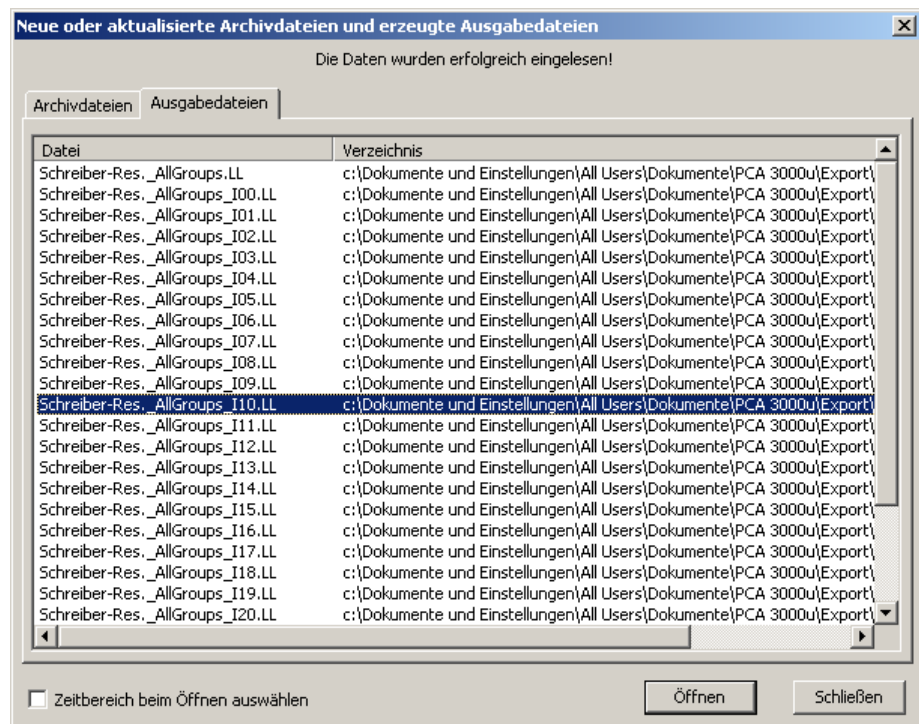 Neue oder aktualisierte Archivdateien und erzeugte Ausgabedateien
Die Daten wurden erfolgreich eingelesen!
Archivdateien Ausgabedateien
Datei Verzeichnis
Schreiber-Res._AllGroups.LL c:\Dokumente und Einstellungen\All Users\Dokumente\PCA 3000u\Export\
Schreiber-Res._AllGroups_I00.LL c:\Dokumente und Einstellungen\All Users\Dokumente\PCA 3000u\Export\
Schreiber-Res._AllGroups_I01.LL c:\Dokumente und Einstellungen\All Users\Dokumente\PCA 3000u\Export\
Schreiber-Res._AllGroups_I02.LL c:\Dokumente und Einstellungen\All Users\Dokumente\PCA 3000u\Export\
Schreiber-Res._AllGroups_I03.LL c:\Dokumente und Einstellungen\All Users\Dokumente\PCA 3000u\Export\
Schreiber-Res._AllGroups_I04.LL c:\Dokumente und Einstellungen\All Users\Dokumente\PCA 3000u\Export\
Schreiber-Res._AllGroups_I05.LL c:\Dokumente und Einstellungen\All Users\Dokumente\PCA 3000u\Export\
Schreiber-Res._AllGroups_I06.LL c:\Dokumente und Einstellungen\All Users\Dokumente\PCA 3000u\Export\
Schreiber-Res._AllGroups_I07.LL c:\Dokumente und Einstellungen\All Users\Dokumente\PCA 3000u\Export\
Schreiber-Res._AllGroups_I08.LL c:\Dokumente und Einstellungen\All Users\Dokumente\PCA 3000u\Export\
Schreiber-Res._AllGroups_I09.LL c:\Dokumente und Einstellungen\All Users\Dokumente\PCA 3000u\Export\
Schreiber-Res._AllGroups_I10.LL c:\Dokumente und Einstellungen\All Users\Dokumente\PCA 3000u\Export\
Schreiber-Res._AllGroups_I11.LL c:\Dokumente und Einstellungen\All Users\Dokumente\PCA 3000u\Export\
Schreiber-Res._AllGroups_I12.LL c:\Dokumente und Einstellungen\All Users\Dokumente\PCA 3000u\Export\
Schreiber-Res._AllGroups_I13.LL c:\Dokumente und Einstellungen\All Users\Dokumente\PCA 3000u\Export\
Schreiber-Res._AllGroups_I14.LL c:\Dokumente und Einstellungen\All Users\Dokumente\PCA 3000u\Export\
Schreiber-Res._AllGroups_I15.LL c:\Dokumente und Einstellungen\All Users\Dokumente\PCA 3000u\Export\
Schreiber-Res._AllGroups_I16.LL c:\Dokumente und Einstellungen\All Users\Dokumente\PCA 3000u\Export\
Schreiber-Res._AllGroups_I17.LL c:\Dokumente und Einstellungen\All Users\Dokumente\PCA 3000u\Export\
Schreiber-Res._AllGroups_I18.LL c:\Dokumente und Einstellungen\All Users\Dokumente\PCA 3000u\Export\
Schreiber-Res._AllGroups_I19.LL c:\Dokumente und Einstellungen\All Users\Dokumente\PCA 3000u\Export\
Schreiber-Res._AllGroups_I20.LL c:\Dokumente und Einstellungen\All Users\Dokumente\PCA 3000u\Export\
Zeitbereich beim Öffnen auswählen Öffnen Schließen